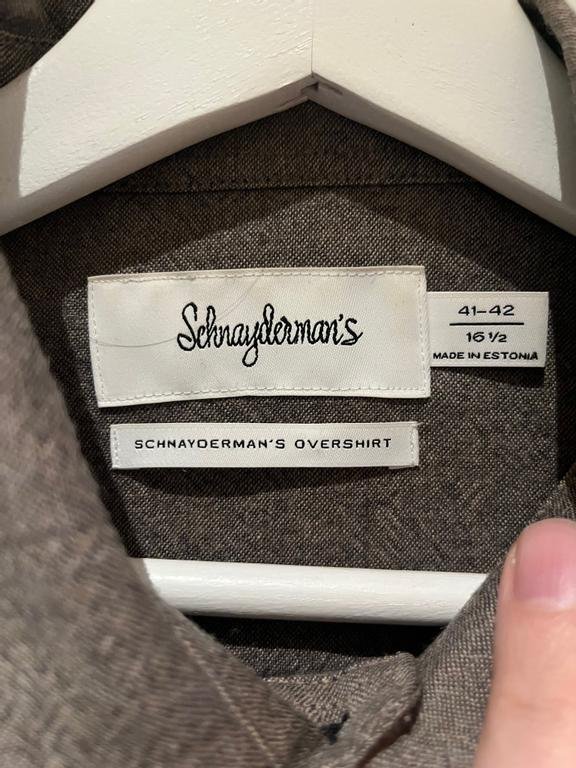 Schnayderman's
41-42
16 ½
MADE IN ESTONIA
SCHNAYDERMAN'S OVERSHIRT